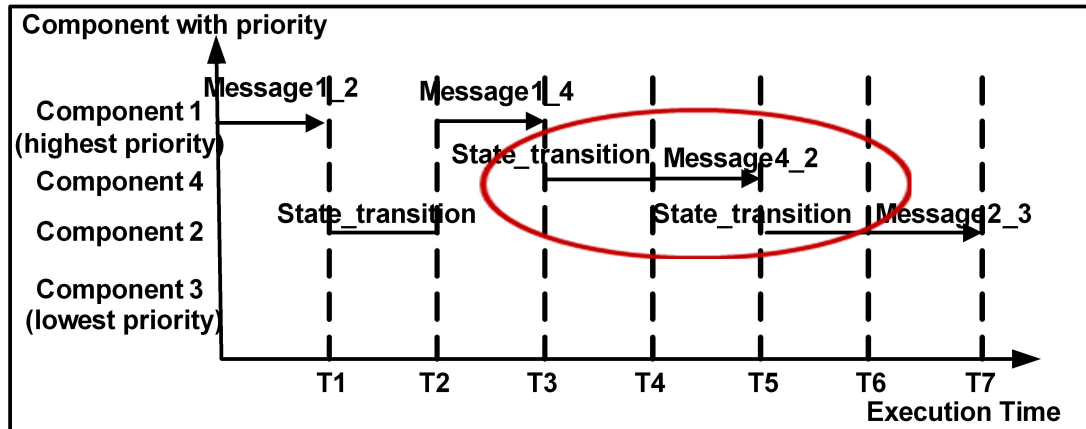 Component with priority
Message1_2
Message1_4
Component 1
(highest priority)
State_transition
Message4_2
Component 4
State_transition
State_transition
Message2_3
Component 2
Component 3
(lowest priority)
T1
T2
T3
T4
T5
T6
T7
Execution Time